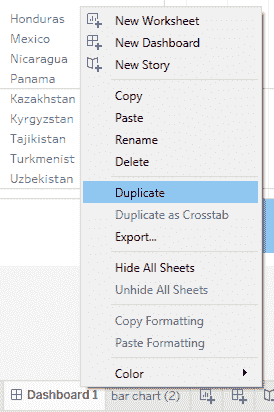 Honduras
Mexico
Nicaragua
Panama
Kazakhstan
Kyrgyzstan
Tajikistan
Turkmenist
Uzbekistan
New Worksheet
New Dashboard
New Story
Copy
Paste
Rename
Delete
Duplicate
Duplicate as Crosstab
Export...
Hide All Sheets
Unhide All Sheets
Copy Formatting
Paste Formatting
Color
Dashboard 1 bar chart (2)